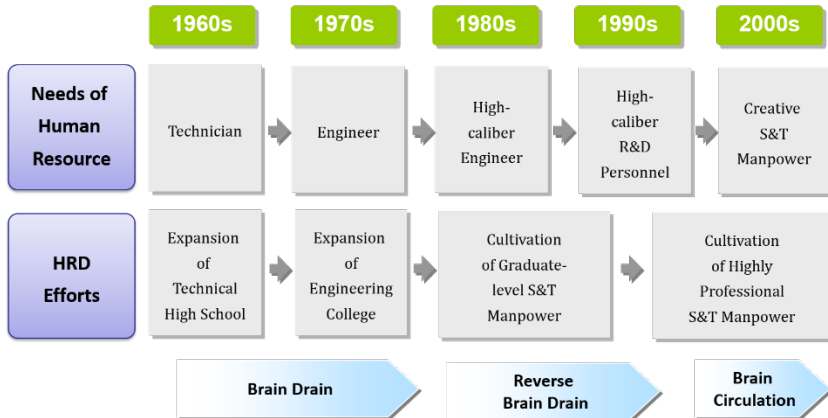 1960s
1970s
1980s
1990s
2000s
Needs of
Human
Resource
Technician
Engineer
High-
caliber
Engineer
High-
caliber
R&D
Personnel
Creative
S&T
Manpower
HRD
Efforts
Expansion
of
Technical
High School
Expansion
of
Engineering
College
Cultivation
of Graduate-
level S&T
Manpower
Cultivation
of Highly
Professional
S&T Manpower
Brain Drain
Reverse
Brain Drain
Brain
Circulation